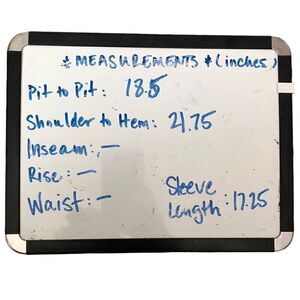 * MEASUREMENTS * (inches)
Pit to Pit: 18.5
Shoulder to Hem: 21.75
Inseam: —
Rise: —
Waist: —
Sleeve
Length: 17.25